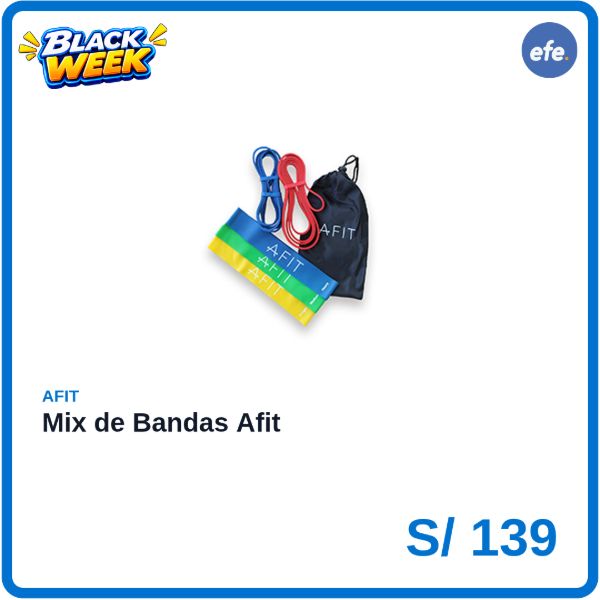 BLACK
WEEK
efe.
AFIT
AFIT
AFIT
AFIT
AFIT
Mix de Bandas Afit
S/ 139